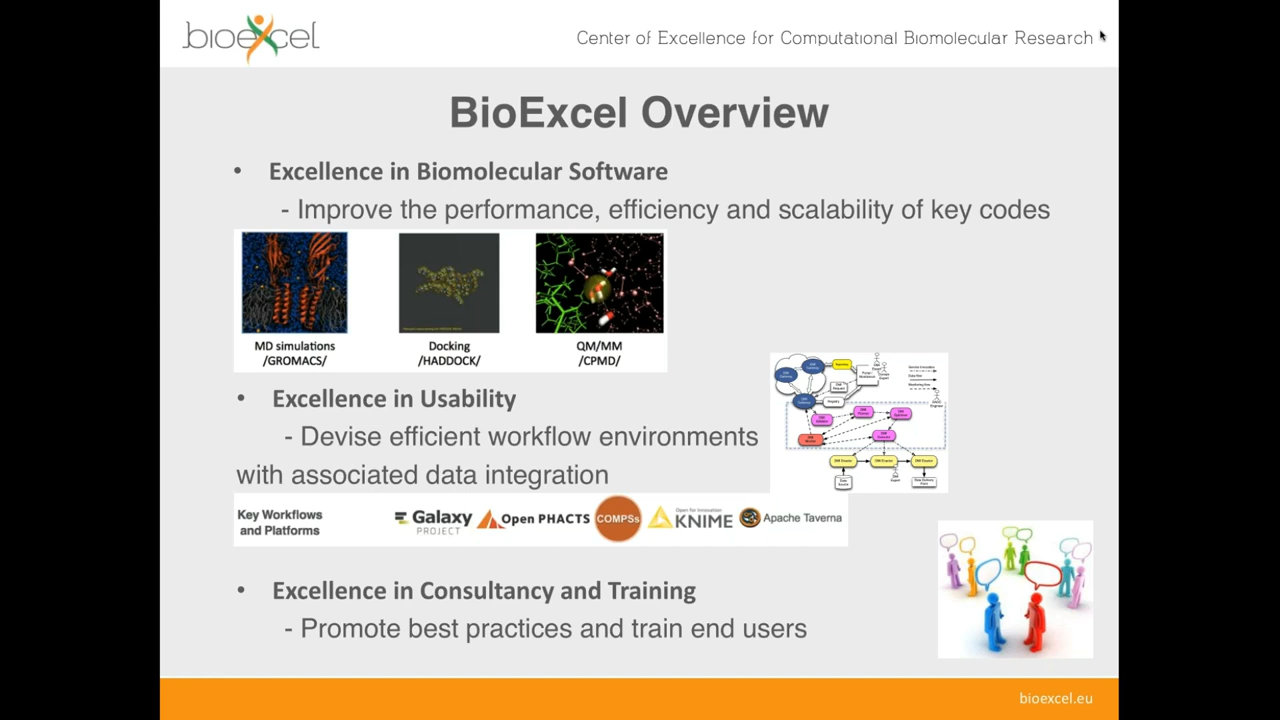 bioexcel
Center of Excellence for Computational Biomolecular Research
BioExcel Overview
• Excellence in Biomolecular Software
- Improve the performance, efficiency and scalability of key codes
MD simulations
/GROMACS/
Docking
/HADDOCK/
QM/MM
/CPMD/
• Excellence in Usability
- Devise efficient workflow environments
with associated data integration
Registry
Key Workflows
and Platforms
Galaxy
PROJECT
Open PHACTS
COMPSs
Open for Innovation
KNIME
Apache Taverna
• Excellence in Consultancy and Training
- Promote best practices and train end users
bioexcel.eu